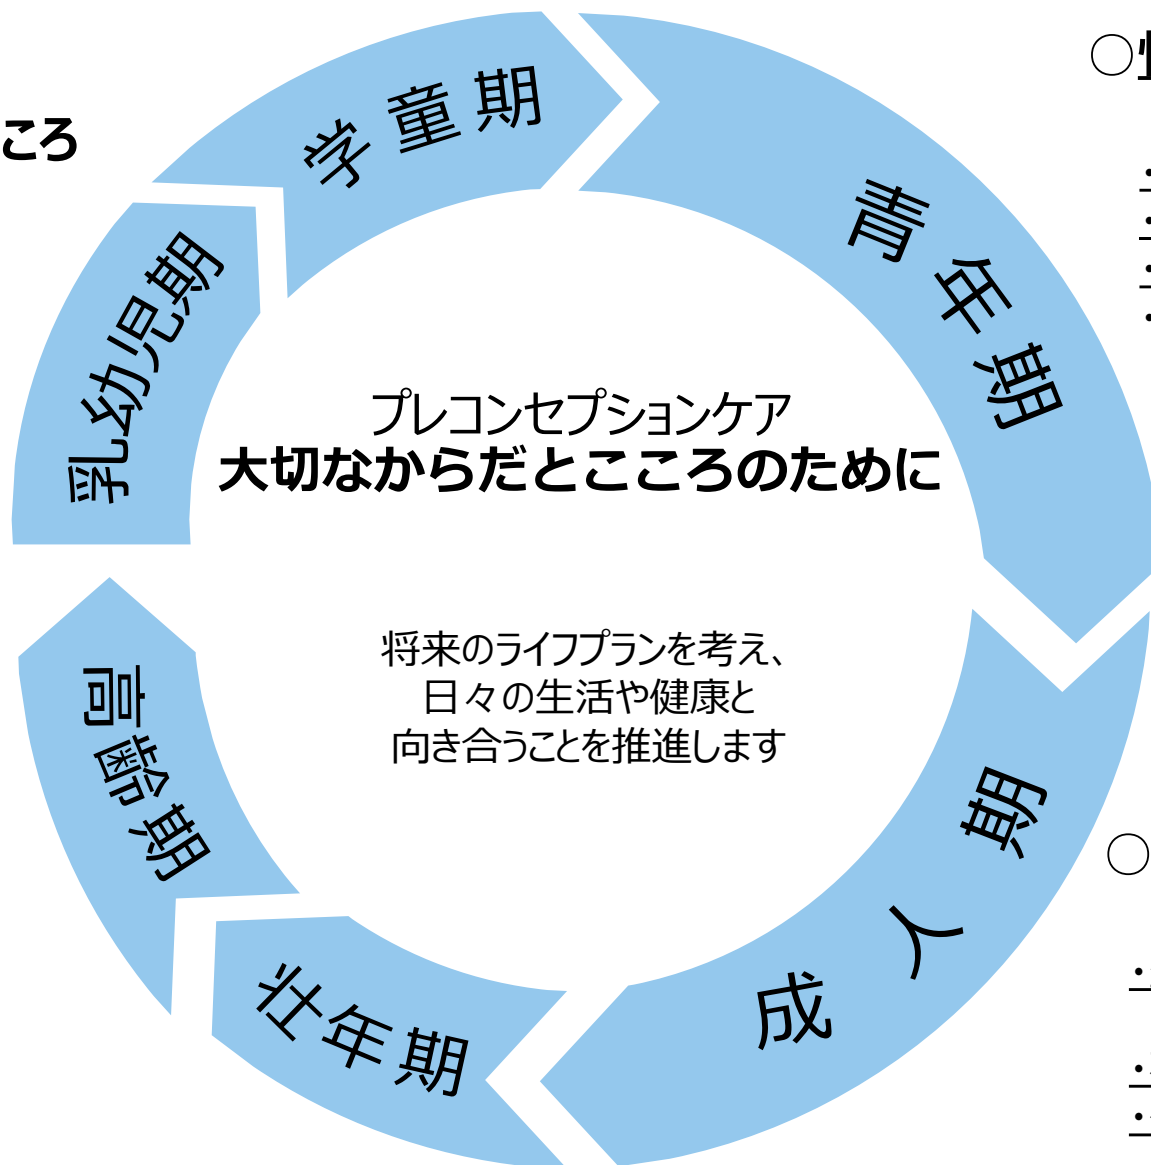 ころ
学童期
青年期
乳幼児期
プレコンセプションケア
大切なからだとこころのために
将来のライフプランを考え、
日々の生活や健康と
向き合うことを推進します
高齢期
成人期
壮年期